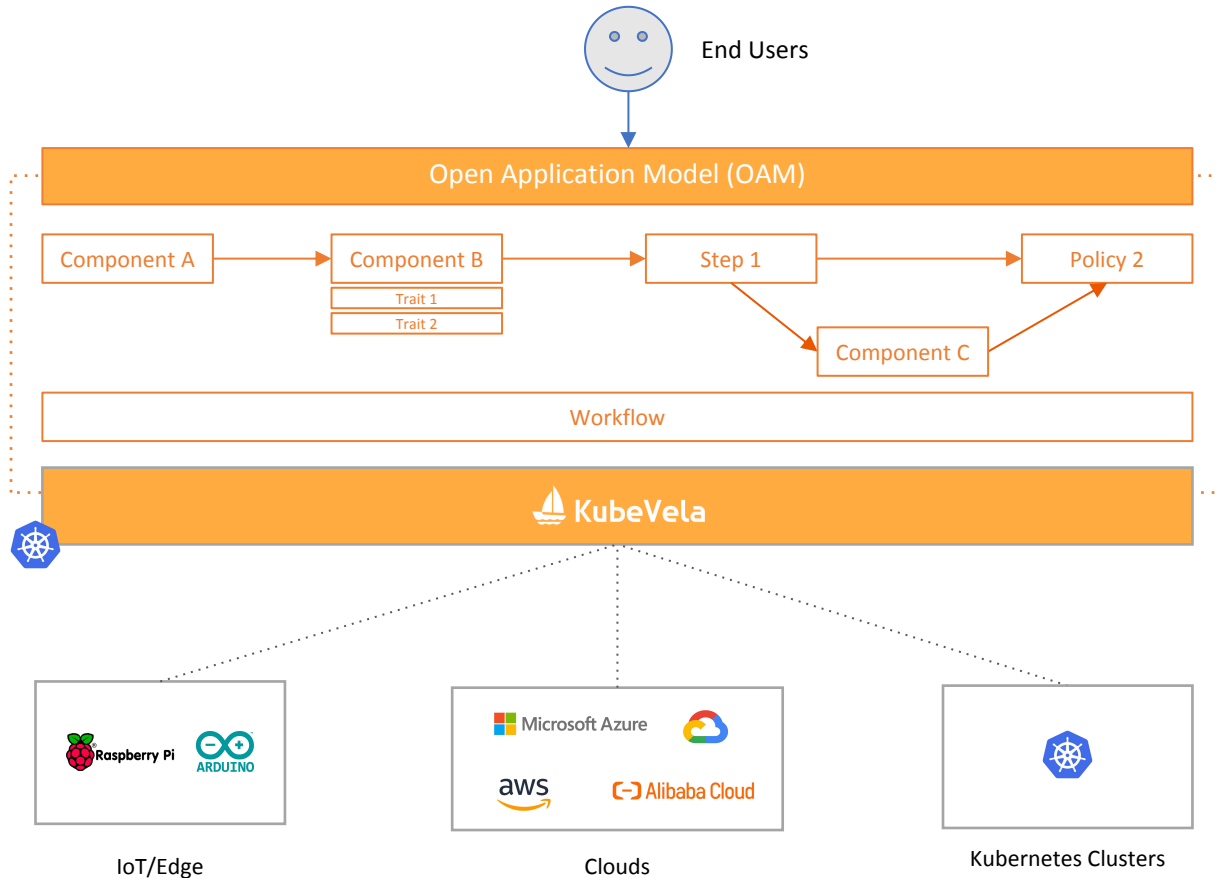 End Users
Open Application Model (OAM)
Component A
Component B
Step 1
Policy 2
Trait 1
Trait 2
Component C
Workflow
KubeVela
Microsoft Azure
Raspberry Pi
ARDUINO
aws
Alibaba Cloud
IoT/Edge
Clouds
Kubernetes Clusters